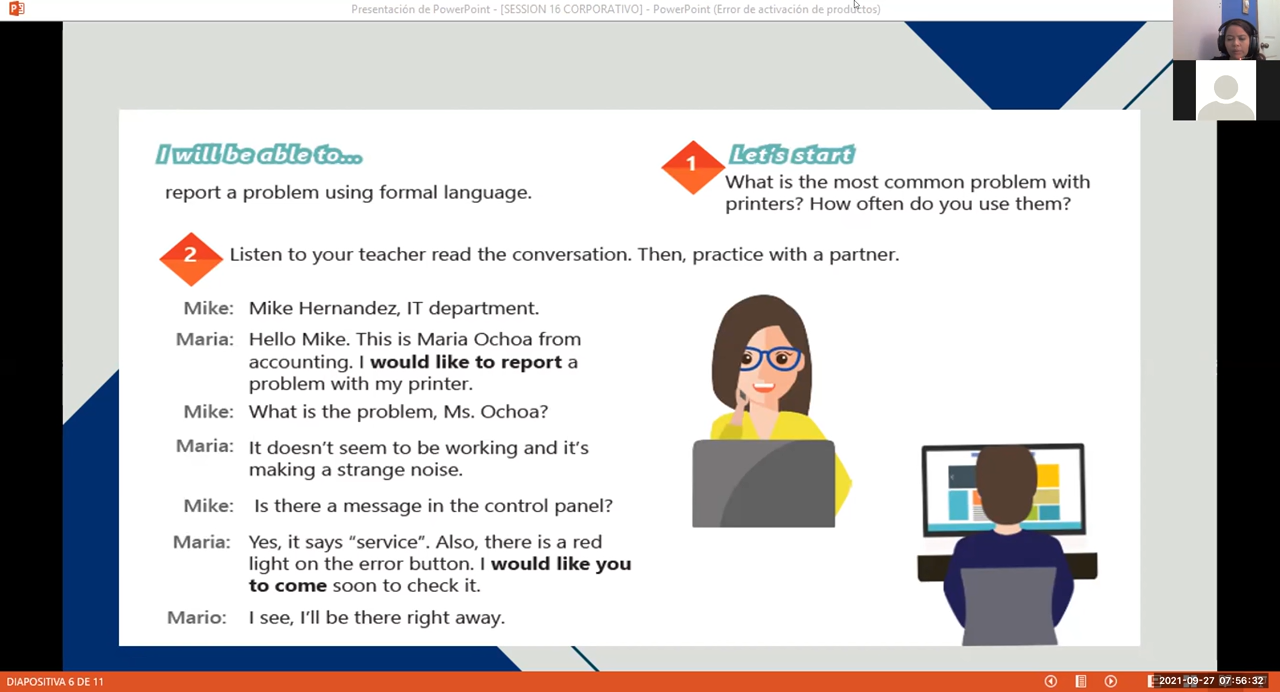 Presentación de PowerPoint - [SESSION 16 CORPORATIVO] - PowerPoint (Error de activación de productos)
I will be able to...
report a problem using formal language.
1
Let's start
What is the most common problem with
printers? How often do you use them?
2
Listen to your teacher read the conversation. Then, practice with a partner.
Mike: Mike Hernandez, IT department.
Maria: Hello Mike. This is Maria Ochoa from
accounting. I would like to report a
problem with my printer.
Mike: What is the problem, Ms. Ochoa?
Maria: It doesn't seem to be working and it's
making a strange noise.
Mike: Is there a message in the control panel?
Maria: Yes, it says “service”. Also, there is a red
light on the error button. I would like you
to come soon to check it.
Mario: I see, I'll be there right away.
DIAPOSITIVA 6 DE 11
2021-09-27 07:56:32